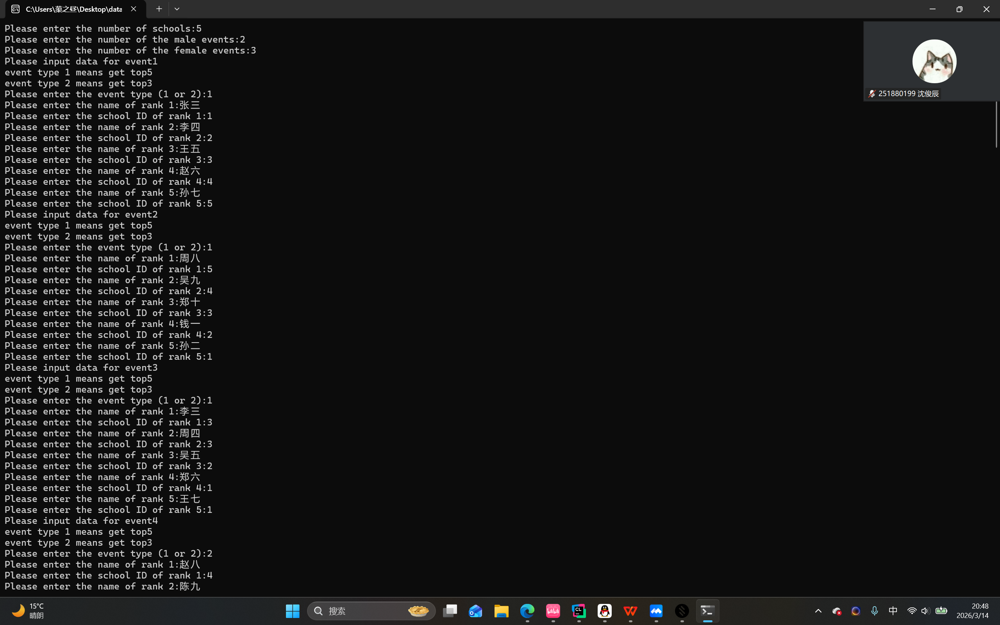 C:\Users\蕖之昼\Desktop\data
Please enter the number of schools:5
Please enter the number of the male events:2
Please enter the number of the female events:3
Please input data for event1
event type 1 means get top5
event type 2 means get top3
Please enter the event type (1 or 2):1
Please enter the name of rank 1:张三
Please enter the school ID of rank 1:1
Please enter the name of rank 2:李四
Please enter the school ID of rank 2:2
Please enter the name of rank 3:王五
Please enter the school ID of rank 3:3
Please enter the name of rank 4:赵六
Please enter the school ID of rank 4:4
Please enter the name of rank 5:孙七
Please enter the school ID of rank 5:5
Please input data for event2
event type 1 means get top5
event type 2 means get top3
Please enter the event type (1 or 2):1
Please enter the name of rank 1:周八
Please enter the school ID of rank 1:5
Please enter the name of rank 2:吴九
Please enter the school ID of rank 2:4
Please enter the name of rank 3:郑十
Please enter the school ID of rank 3:3
Please enter the name of rank 4:钱一
Please enter the school ID of rank 4:2
Please enter the name of rank 5:孙二
Please enter the school ID of rank 5:1
Please input data for event3
event type 1 means get top5
event type 2 means get top3
Please enter the event type (1 or 2):1
Please enter the name of rank 1:李三
Please enter the school ID of rank 1:3
Please enter the name of rank 2:周四
Please enter the school ID of rank 2:3
Please enter the name of rank 3:吴五
Please enter the school ID of rank 3:2
Please enter the name of rank 4:郑六
Please enter the school ID of rank 4:1
Please enter the name of rank 5:王七
Please enter the school ID of rank 5:1
Please input data for event4
event type 1 means get top5
event type 2 means get top3
Please enter the event type (1 or 2):2
Please enter the name of rank 1:赵八
Please enter the school ID of rank 1:4
Please enter the name of rank 2:陈九
251880199 沈俊辰
15°C
晴朗
搜索
bilibili
CL
中
20:48
2026/3/14